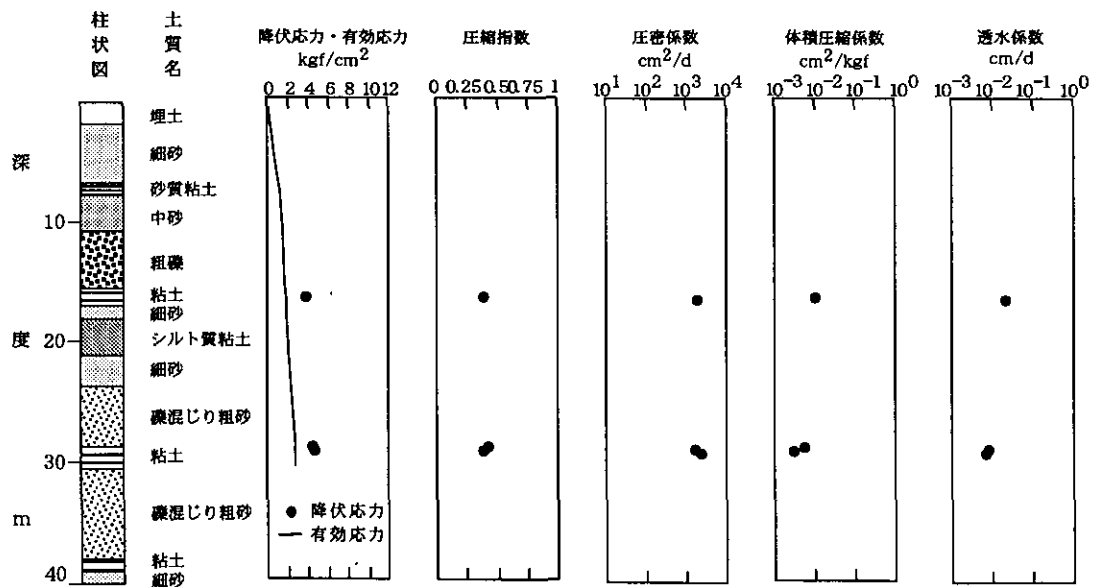 柱状図
土質名
降伏応力・有効応力
kgf/cm²
圧縮指数
圧密係数
cm²/d
体積圧縮係数
cm²/kgf
透水係数
cm/d
0 2 4 6 8 10 12
0 0.25 0.5 0.75 1
10¹ 10² 10³ 10⁴
10⁻³ 10⁻² 10⁻¹ 10⁰
10⁻³ 10⁻² 10⁻¹ 10⁰
深度 m
10
20
30
40
埋土
細砂
砂質粘土
中砂
粗礫
粘土
細砂
シルト質粘土
細砂
礫混じり粗砂
粘土
礫混じり粗砂
粘土
細砂
● 降伏応力
— 有効応力